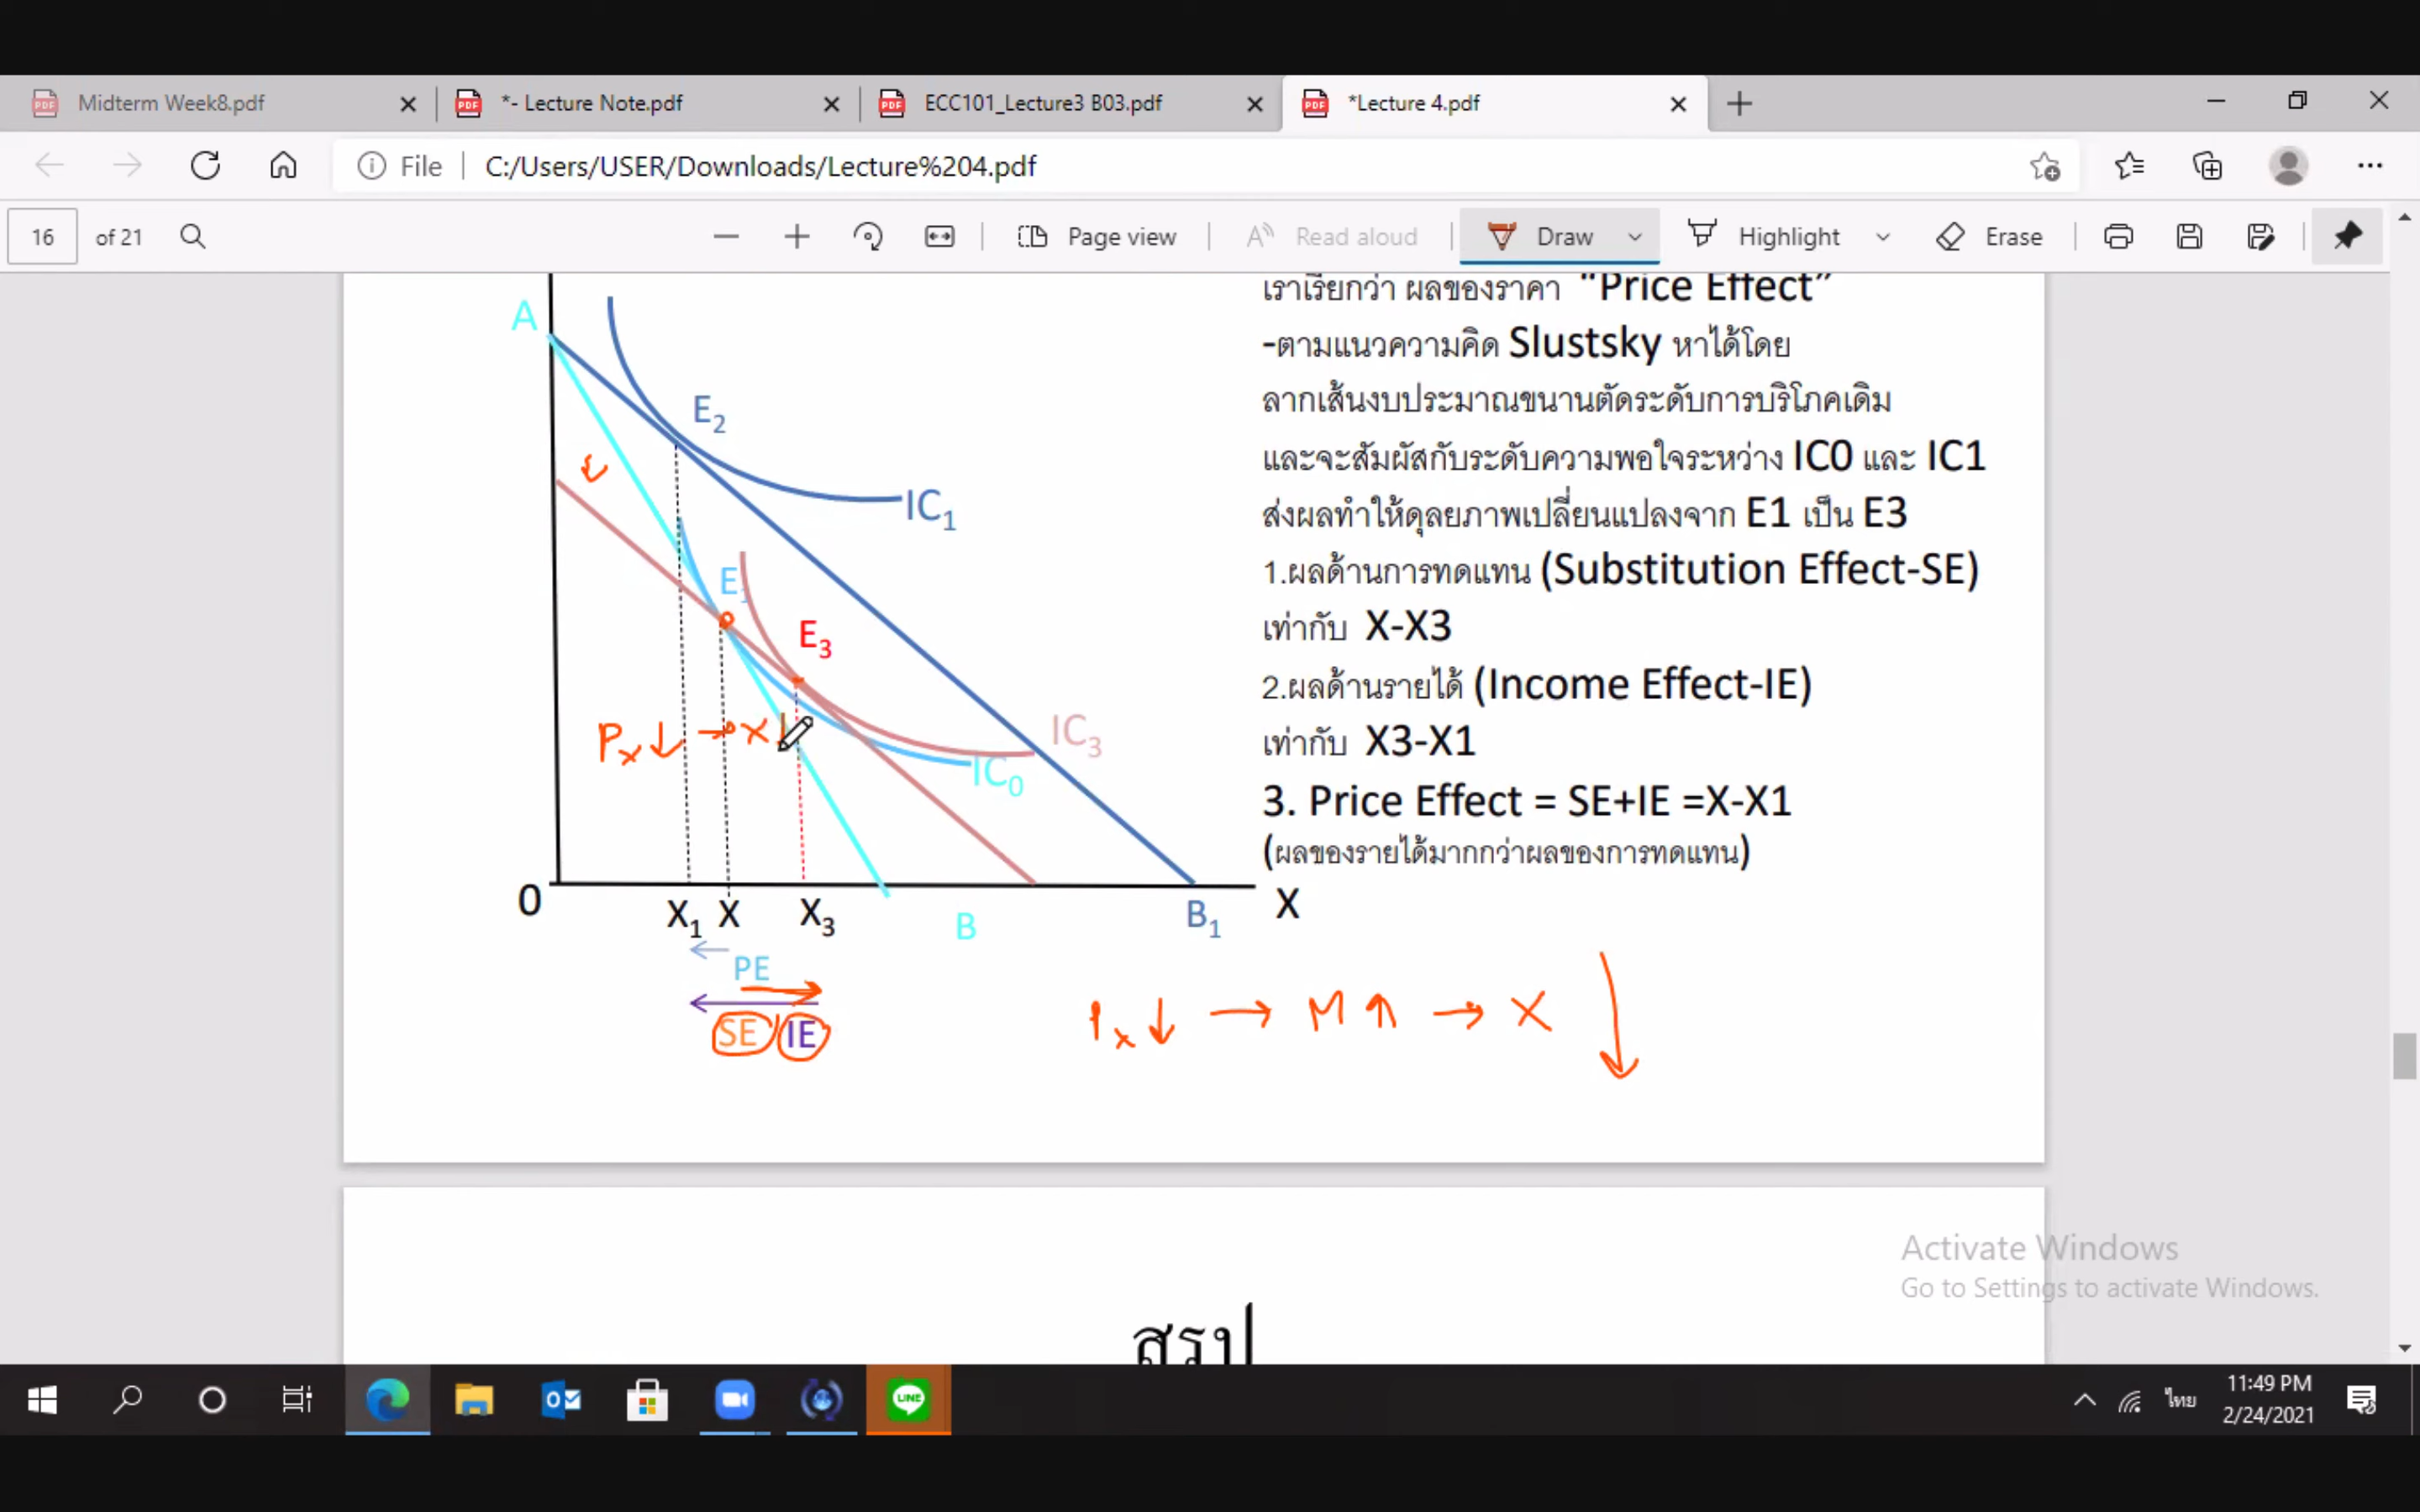 Midterm Week8.pdf
*- Lecture Note.pdf
ECC101_Lecture3 B03.pdf
*Lecture 4.pdf
File
C:/Users/USER/Downloads/Lecture%204.pdf
16
of 21
Page view
Read aloud
Draw
Highlight
Erase
เราเรียกว่า ผลของราคา “Price Effect”
-ตามแนวความคิด Slustsky หาได้โดย
ลากเส้นงบประมาณขนานตัดระดับการบริโภคเดิม
และจะสัมผัสกับระดับความพอใจระหว่าง IC0 และ IC1
ส่งผลทำให้ดุลยภาพเปลี่ยนแปลงจาก E1 เป็น E3
1.ผลด้านการทดแทน (Substitution Effect-SE)
เท่ากับ X-X3
2.ผลด้านรายได้ (Income Effect-IE)
เท่ากับ X3-X1
3. Price Effect = SE+IE =X-X1
(ผลของรายได้มากกว่าผลของการทดแทน)
A
E2
IC1
E1
E3
Px↓ → X
IC3
IC0
0
X1 X X3
B
B1
X
PE
SE IE
Px↓ → M↑ → X ↓
สรุป
Activate Windows
Go to Settings to activate Windows.
LINE
ไทย
11:49 PM
2/24/2021